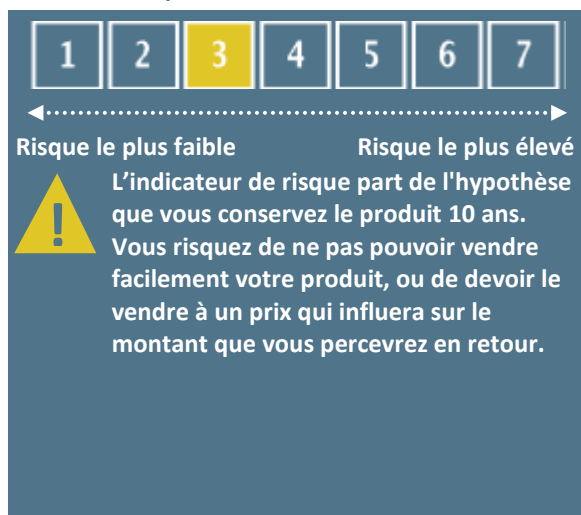 1 2 3 4 5 6 7
Risque le plus faible Risque le plus élevé
!
L’indicateur de risque part de l'hypothèse
que vous conservez le produit 10 ans.
Vous risquez de ne pas pouvoir vendre
facilement votre produit, ou de devoir le
vendre à un prix qui influera sur le
montant que vous percevrez en retour.